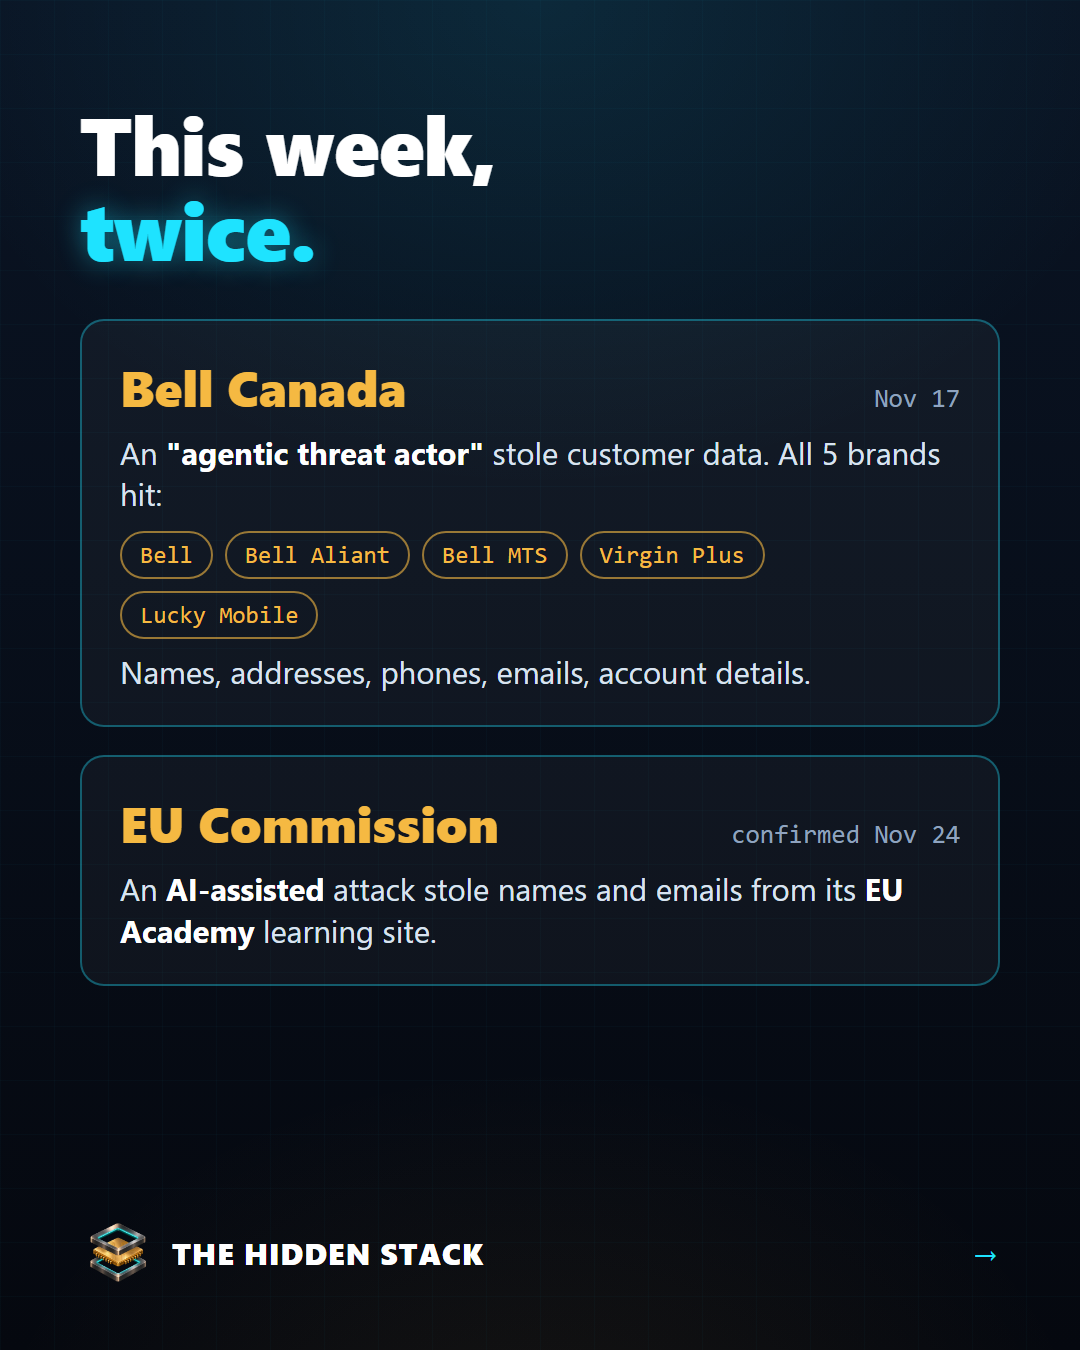 This week,
twice.
Bell Canada
Nov 17
An "agentic threat actor" stole customer data. All 5 brands
hit:
Bell
Bell Aliant
Bell MTS
Virgin Plus
Lucky Mobile
Names, addresses, phones, emails, account details.
EU Commission
confirmed Nov 24
An AI-assisted attack stole names and emails from its EU
Academy learning site.
THE HIDDEN STACK
→